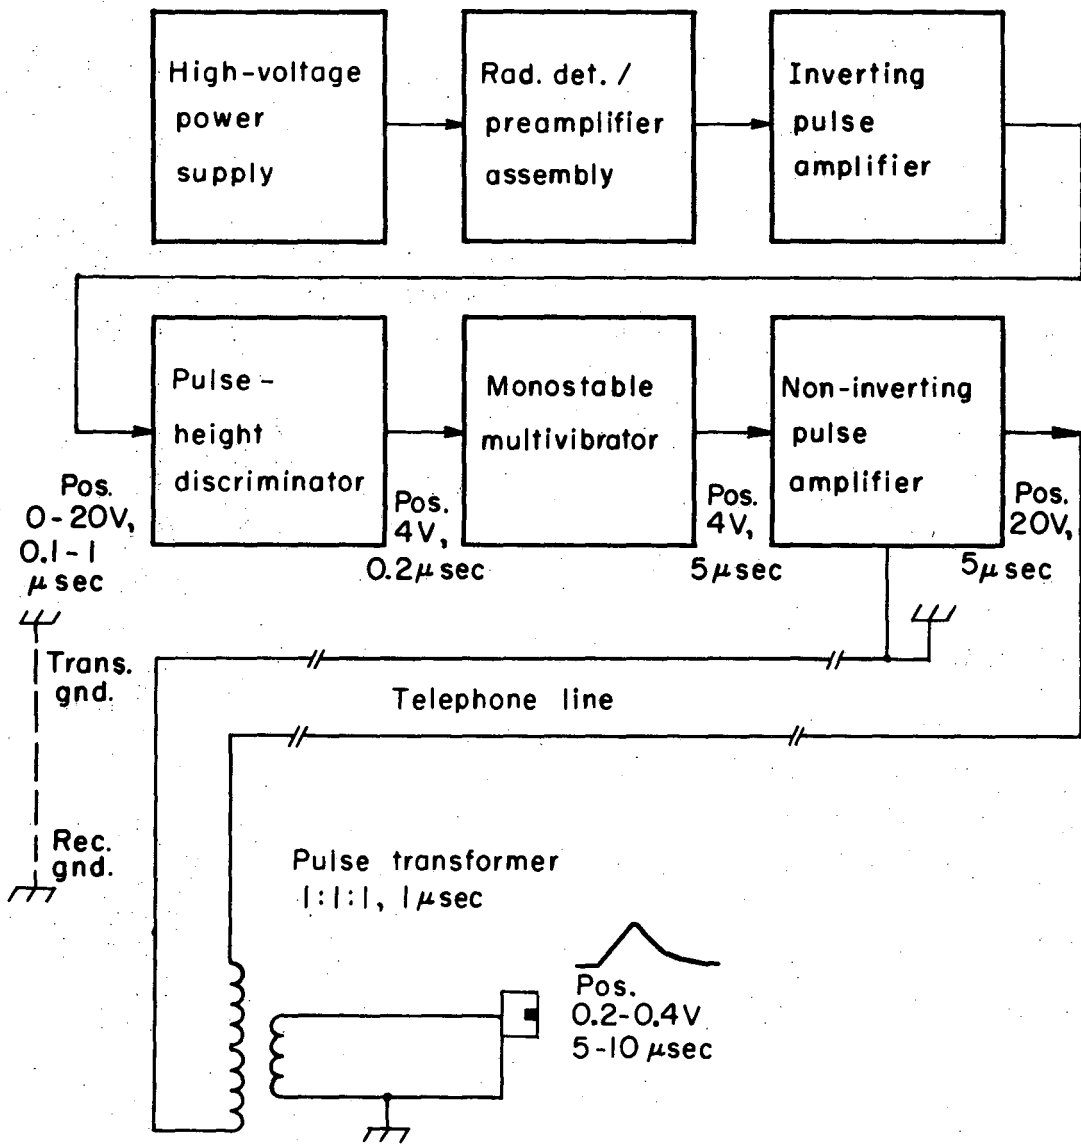 High-voltage
power
supply
Rad. det. /
preamplifier
assembly
Inverting
pulse
amplifier
Pulse-
height
discriminator
Monostable
multivibrator
Non-inverting
pulse
amplifier
Pos.
0-20V,
0.1-1
μsec
Pos.
4V,
0.2μsec
Pos.
4V,
5μsec
Pos.
20V,
5μsec
Trans.
gnd.
Telephone line
Rec.
gnd.
Pulse transformer
1:1:1, 1μsec
Pos.
0.2-0.4V
5-10 μsec